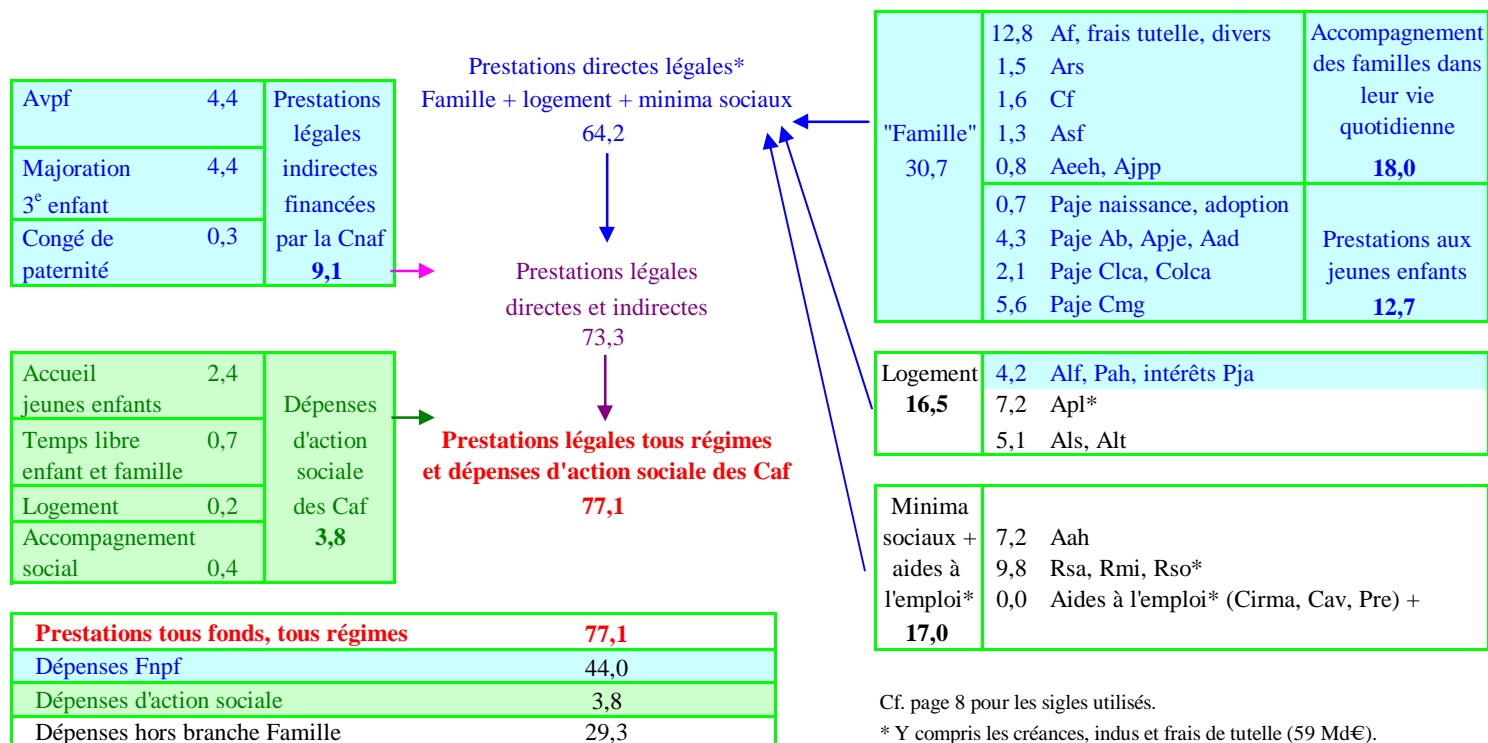 Avpf 4,4
Majoration 4,4
3e enfant
Congé de 0,3
paternité
Prestations
légales
indirectes
financées
par la Cnaf
9,1
Prestations directes légales*
Famille + logement + minima sociaux
64,2
Prestations légales
directes et indirectes
73,3
Prestations légales tous régimes
et dépenses d'action sociale des Caf
77,1
"Famille"
30,7
12,8 Af, frais tutelle, divers
1,5 Ars
1,6 Cf
1,3 Asf
0,8 Aeeh, Ajpp
Accompagnement
des familles dans
leur vie
quotidienne
18,0
0,7 Paje naissance, adoption
4,3 Paje Ab, Apje, Aad
2,1 Paje Clca, Colca
5,6 Paje Cmg
Prestations aux
jeunes enfants
12,7
Accueil 2,4
jeunes enfants
Temps libre 0,7
enfant et famille
Logement 0,2
Accompagnement
social 0,4
Dépenses
d'action
sociale
des Caf
3,8
Logement
16,5
4,2 Alf, Pah, intérêts Pja
7,2 Apl*
5,1 Als, Alt
Minima
sociaux +
aides à
l'emploi*
17,0
7,2 Aah
9,8 Rsa, Rmi, Rso*
0,0 Aides à l'emploi* (Cirma, Cav, Pre) +
Prestations tous fonds, tous régimes 77,1
Dépenses Fnpf 44,0
Dépenses d'action sociale 3,8
Dépenses hors branche Famille 29,3
Cf. page 8 pour les sigles utilisés.
* Y compris les créances, indus et frais de tutelle (59 Md€).